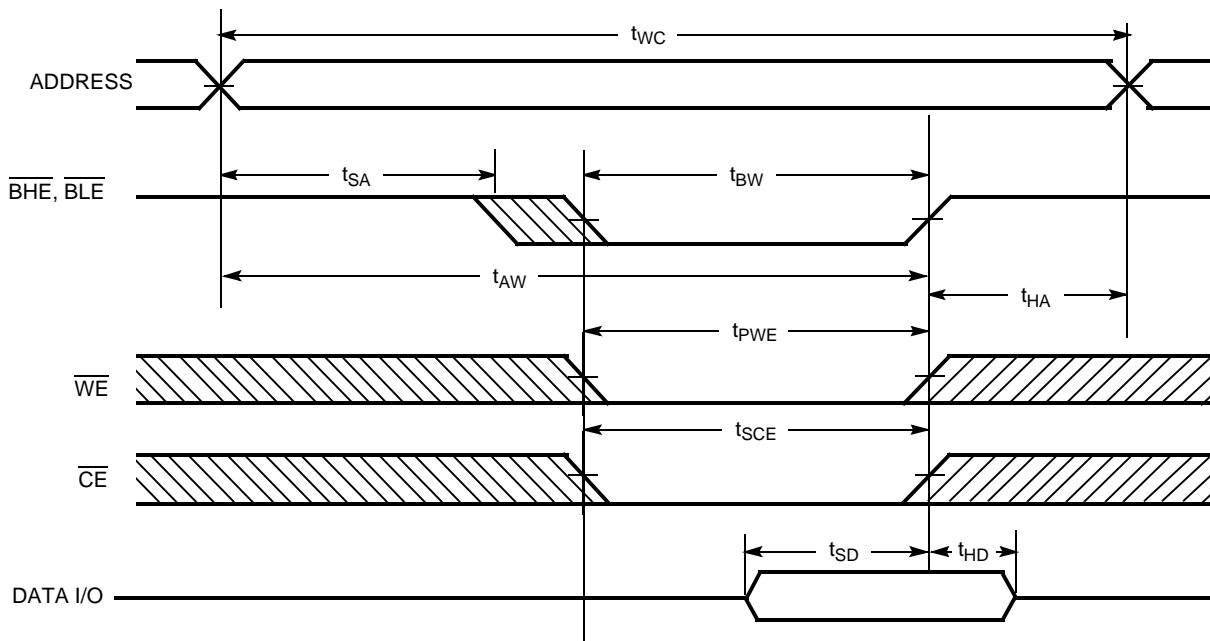 tWC
ADDRESS
tSA
tBW
BHE, BLE
tAW
tHA
tPWE
WE
tSCE
CE
tSD
tHD
DATA I/O